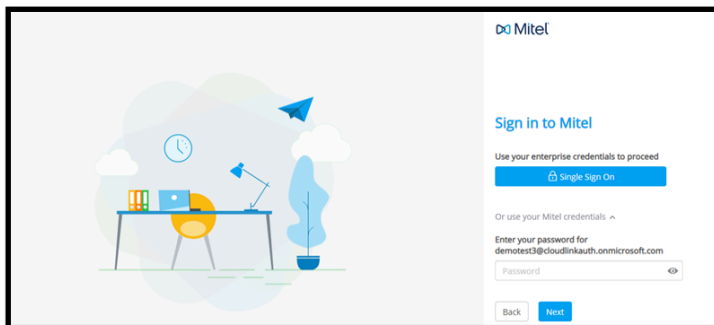 Mitel
Sign in to Mitel
Use your enterprise credentials to proceed
Single Sign On
Or use your Mitel credentials
Enter your password for
demotest3@cloudlinkauth.onmicrosoft.com
Password
Back
Next